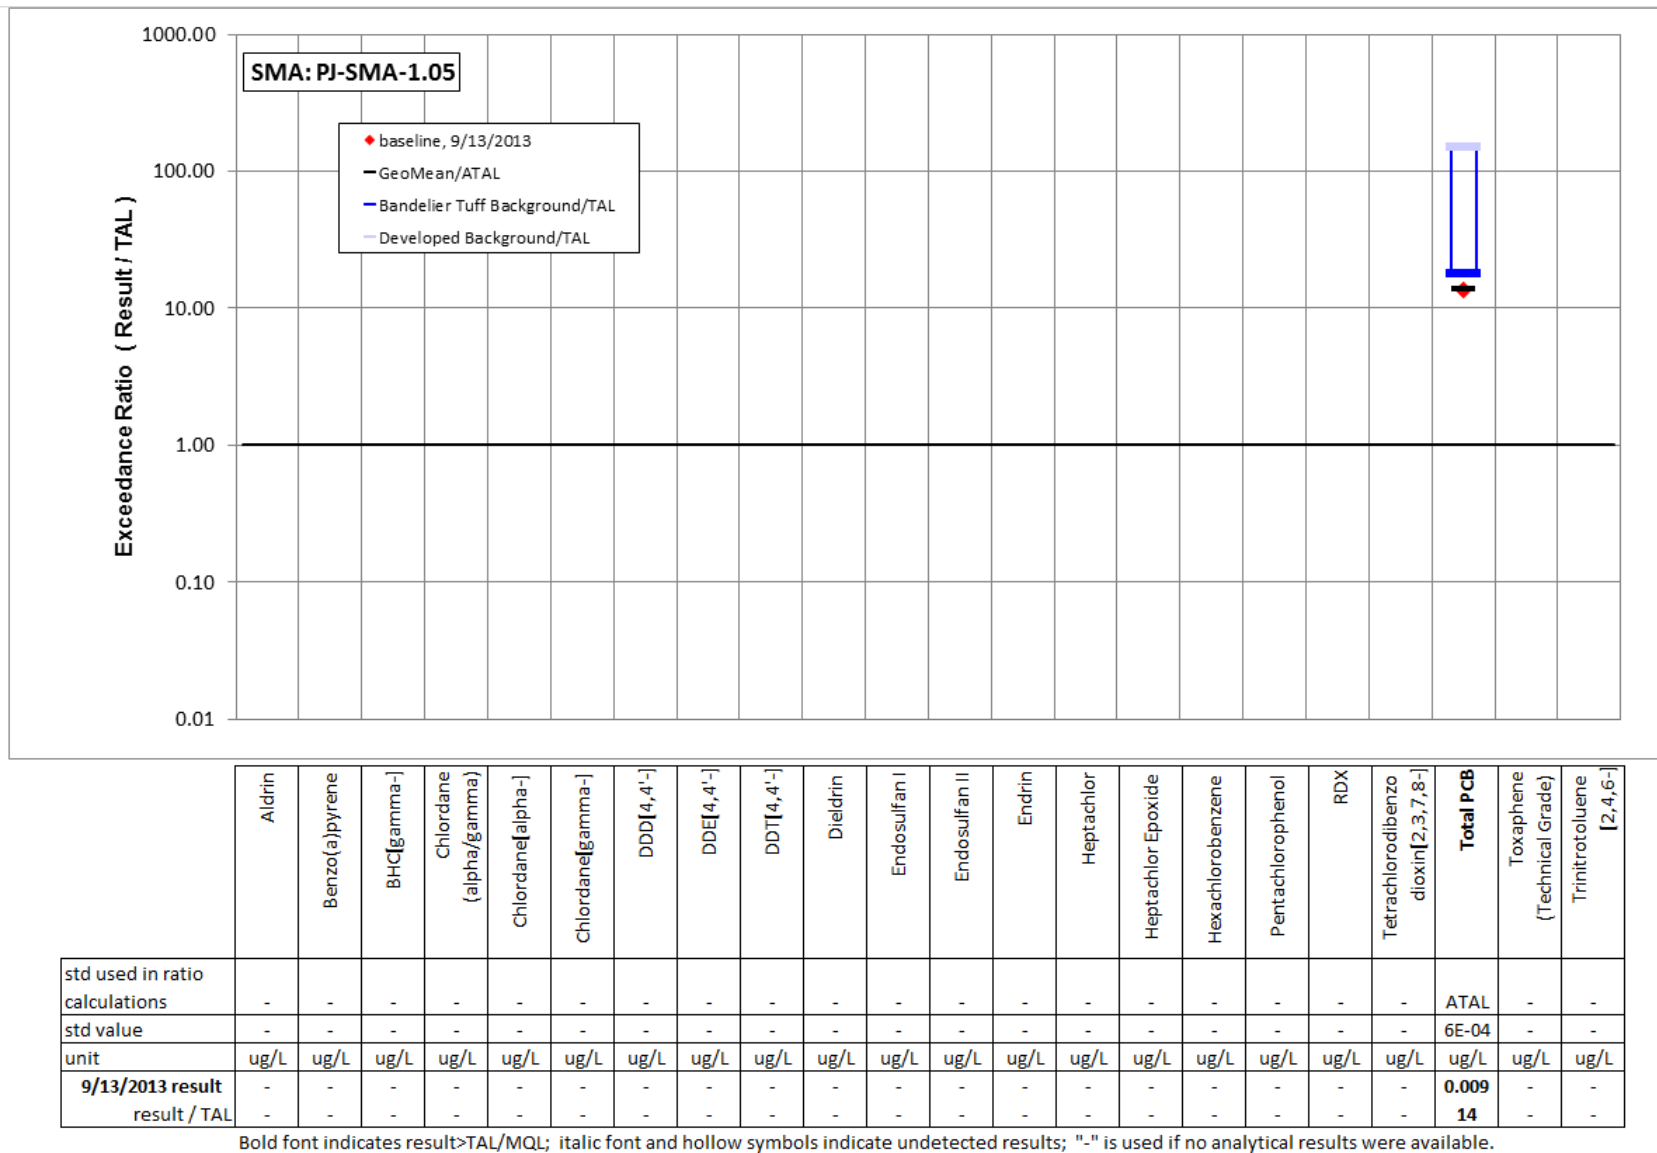 1000.00
100.00
10.00
1.00
0.10
0.01
Exceedance Ratio ( Result / TAL )
SMA: PJ-SMA-1.05
baseline, 9/13/2013
GeoMean/ATAL
Bandelier Tuff Background/TAL
Developed Background/TAL
Aldrin
Benzo(a)pyrene
BHC[gamma-]
Chlordane
(alpha/gamma)
Chlordane[alpha-]
Chlordane[gamma-]
DDD[4,4'-]
DDE[4,4'-]
DDT[4,4'-]
Dieldrin
Endosulfan I
Endosulfan II
Endrin
Heptachlor
Heptachlor Epoxide
Hexachlorobenzene
Pentachlorophenol
RDX
Tetrachlorodibenzo
dioxin[2,3,7,8-]
Total PCB
Toxaphene
(Technical Grade)
Trinitrotoluene
[2,4,6-]
std used in ratio
calculations - - - - - - - - - - - - - - - - - - - ATAL - -
std value - - - - - - - - - - - - - - - - - - - 6E-04 - -
unit ug/L ug/L ug/L ug/L ug/L ug/L ug/L ug/L ug/L ug/L ug/L ug/L ug/L ug/L ug/L ug/L ug/L ug/L ug/L ug/L ug/L ug/L
9/13/2013 result - - - - - - - - - - - - - - - - - - - 0.009 - -
result / TAL - - - - - - - - - - - - - - - - - - - 14 - -
Bold font indicates result>TAL/MQL; italic font and hollow symbols indicate undetected results; "-" is used if no analytical results were available.